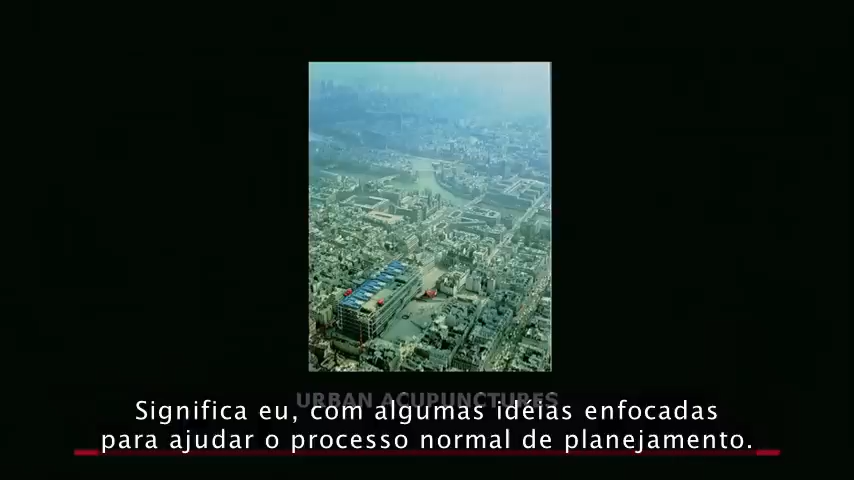 URBAN ACUPUNCTURES
Significa eu, com algumas idéias enfocadas
para ajudar o processo normal de planejamento.